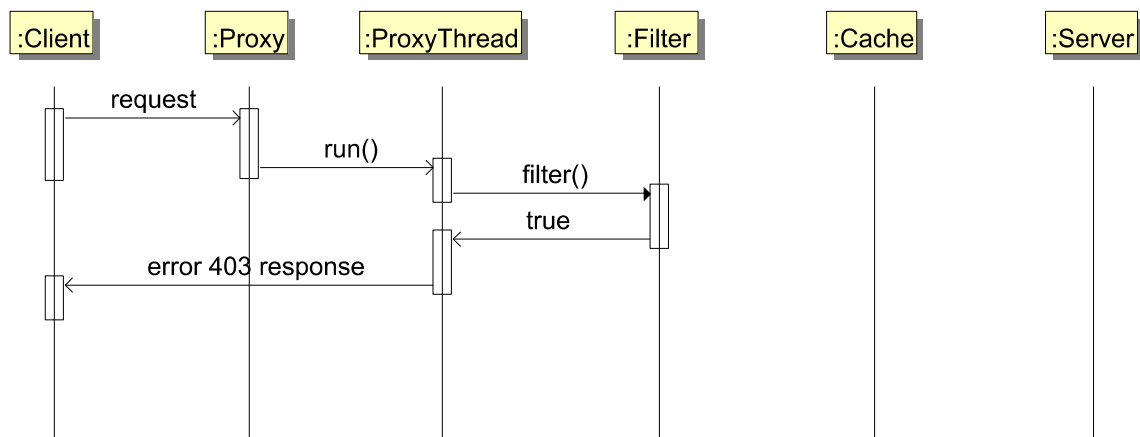 :Client :Proxy :ProxyThread :Filter :Cache :Server
request
run()
filter()
true
error 403 response